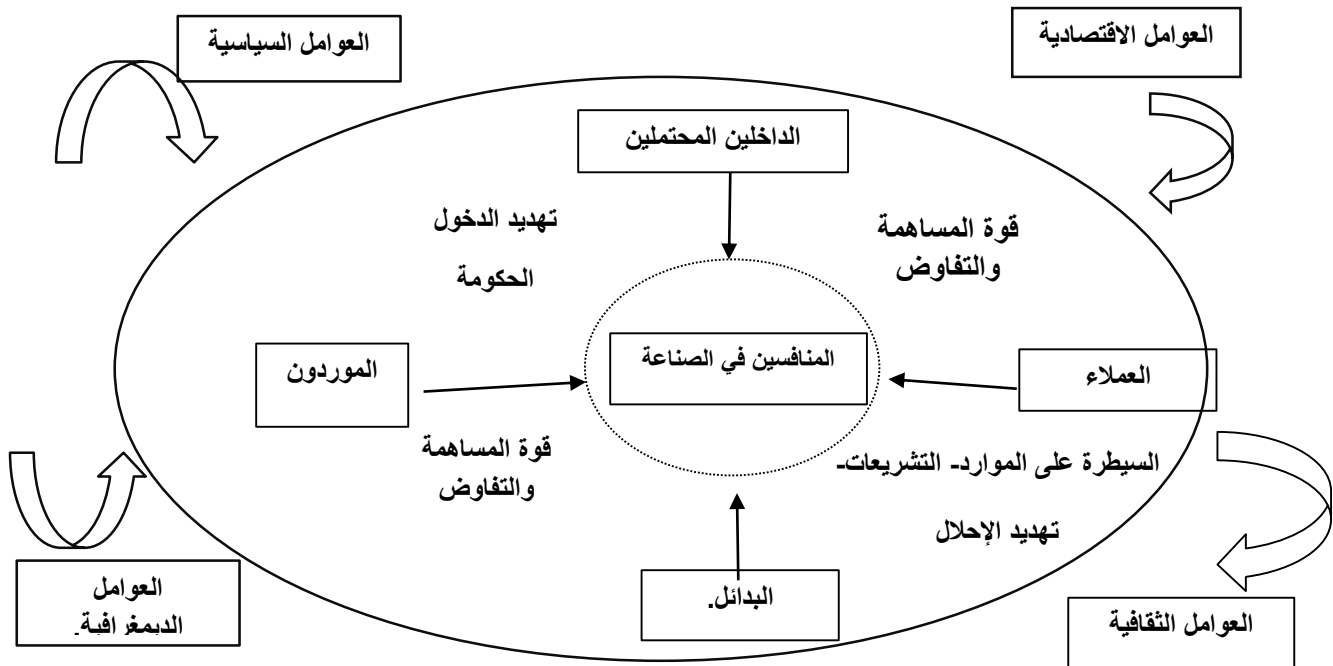 العوامل الاقتصادية
العوامل السياسية
الداخلين المحتملين
قوة المساهمة
والتفاوض
تهديد الدخول
الحكومة
المنافسين في الصناعة
العملاء
الموردون
قوة المساهمة
والتفاوض
السيطرة على الموارد- التشريعات-
تهديد الإحلال
البدائل.
العوامل
الديمغرافية.
العوامل الثقافية